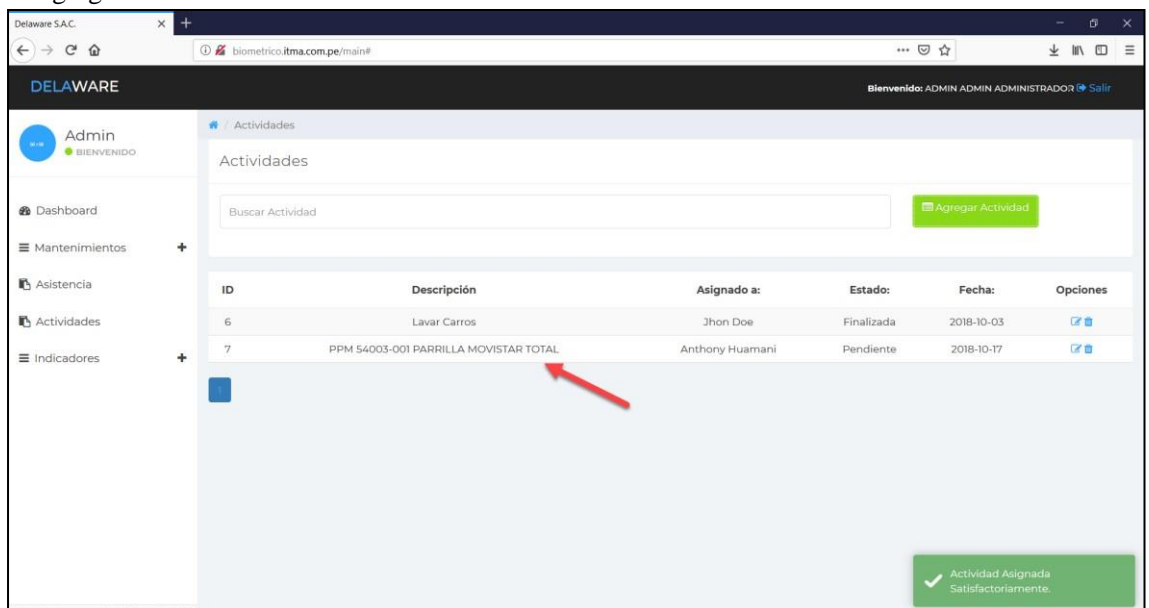 Delaware S.A.C.
biometrico.itma.com.pe/main#
DELAWARE
Bienvenido: ADMIN ADMIN ADMINISTRADOR Salir
Admin
BIENVENIDO
/ Actividades
Actividades
Dashboard
Buscar Actividad
Agregar Actividad
Mantenimientos
Asistencia
Actividades
Indicadores
ID Descripción Asignado a: Estado: Fecha: Opciones
6 Lavar Carros Jhon Doe Finalizada 2018-10-03
7 PPM 54003-001 PARRILLA MOVISTAR TOTAL Anthony Huamani Pendiente 2018-10-17
1
Actividad Asignada
Satisfactoriamente.